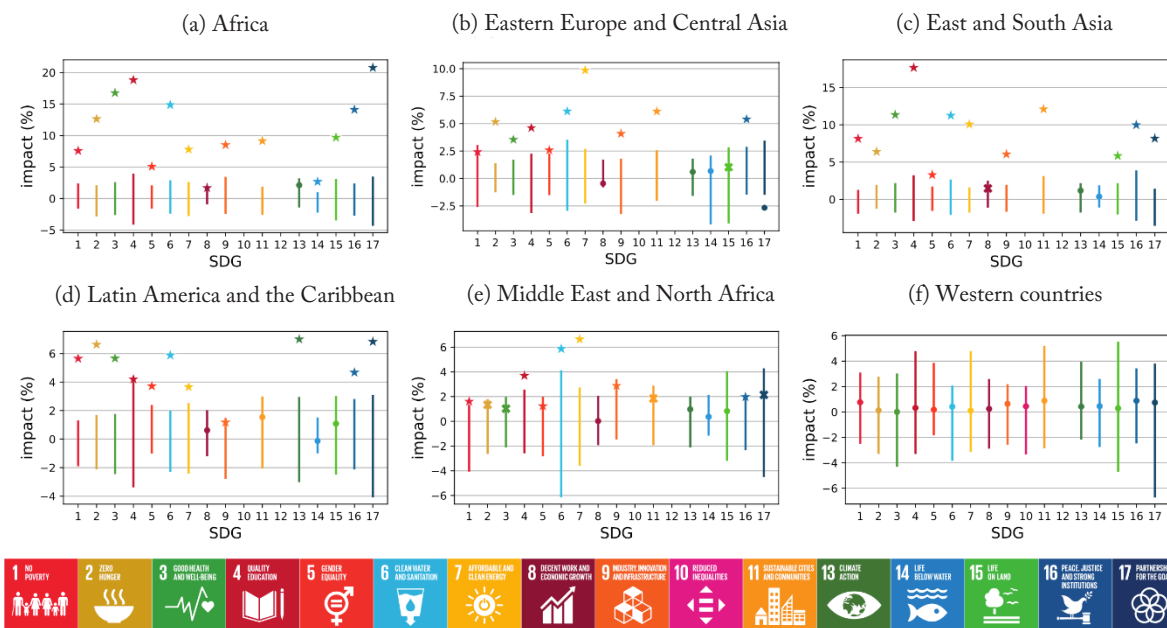 (a) Africa
20
15
10
5
0
−5
impact (%)
1 2 3 4 5 6 7 8 9 10 11 12 13 14 15 16 17
SDG
(b) Eastern Europe and Central Asia
10.0
7.5
5.0
2.5
0.0
−2.5
impact (%)
1 2 3 4 5 6 7 8 9 10 11 12 13 14 15 16 17
SDG
(c) East and South Asia
15
10
5
0
impact (%)
1 2 3 4 5 6 7 8 9 10 11 12 13 14 15 16 17
SDG
(d) Latin America and the Caribbean
6
4
2
0
−2
−4
impact (%)
1 2 3 4 5 6 7 8 9 10 11 12 13 14 15 16 17
SDG
(e) Middle East and North Africa
6
4
2
0
−2
−4
−6
impact (%)
1 2 3 4 5 6 7 8 9 10 11 12 13 14 15 16 17
SDG
(f) Western countries
6
4
2
0
−2
−4
−6
impact (%)
1 2 3 4 5 6 7 8 9 10 11 12 13 14 15 16 17
SDG
1 NO
POVERTY
2 ZERO
HUNGER
3 GOOD HEALTH
AND WELL-BEING
4 QUALITY
EDUCATION
5 GENDER
EQUALITY
6 CLEAN WATER
AND SANITATION
7 AFFORDABLE AND
CLEAN ENERGY
8 DECENT WORK AND
ECONOMIC GROWTH
9 INDUSTRY, INNOVATION
AND INFRASTRUCTURE
10 REDUCED
INEQUALITIES
11 SUSTAINABLE CITIES
AND COMMUNITIES
13 CLIMATE
ACTION
14 LIFE
BELOW WATER
15 LIFE
ON LAND
16 PEACE, JUSTICE
AND STRONG
INSTITUTIONS
17 PARTNERSH
FOR THE GOA